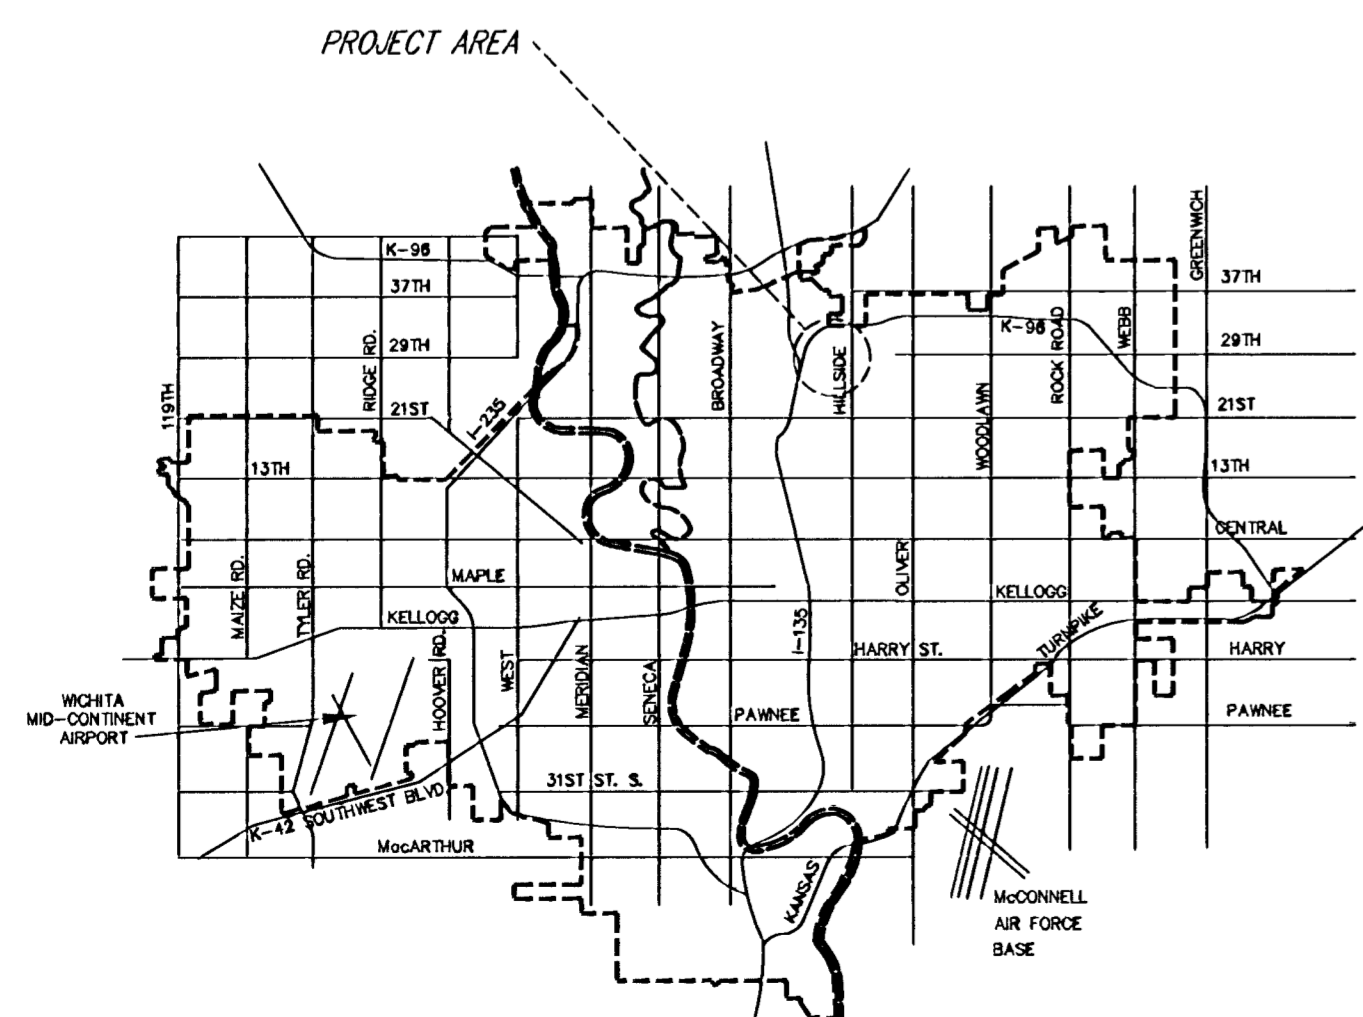 PROJECT AREA
K-96
37TH
29TH
21ST
13TH
119TH
RIDGE RD.
I-235
BROADWAY
HILLSIDE
WOODLAWN
ROCK ROAD
WEBB
GREENWICH
K-96
37TH
29TH
21ST
13TH
CENTRAL
MAIZE RD.
TYLER RD.
MAPLE
KELLOGG
HOOVER RD.
WEST
MERIDIAN
SENECA
I-135
OLIVER
KELLOGG
TURNPIKE
HARRY ST.
HARRY
PAWNEE
PAWNEE
WICHITA
MID-CONTINENT
AIRPORT
31ST ST. S.
K-42 SOUTHWEST BLVD.
MacARTHUR
KANSAS
McCONNELL
AIR FORCE
BASE